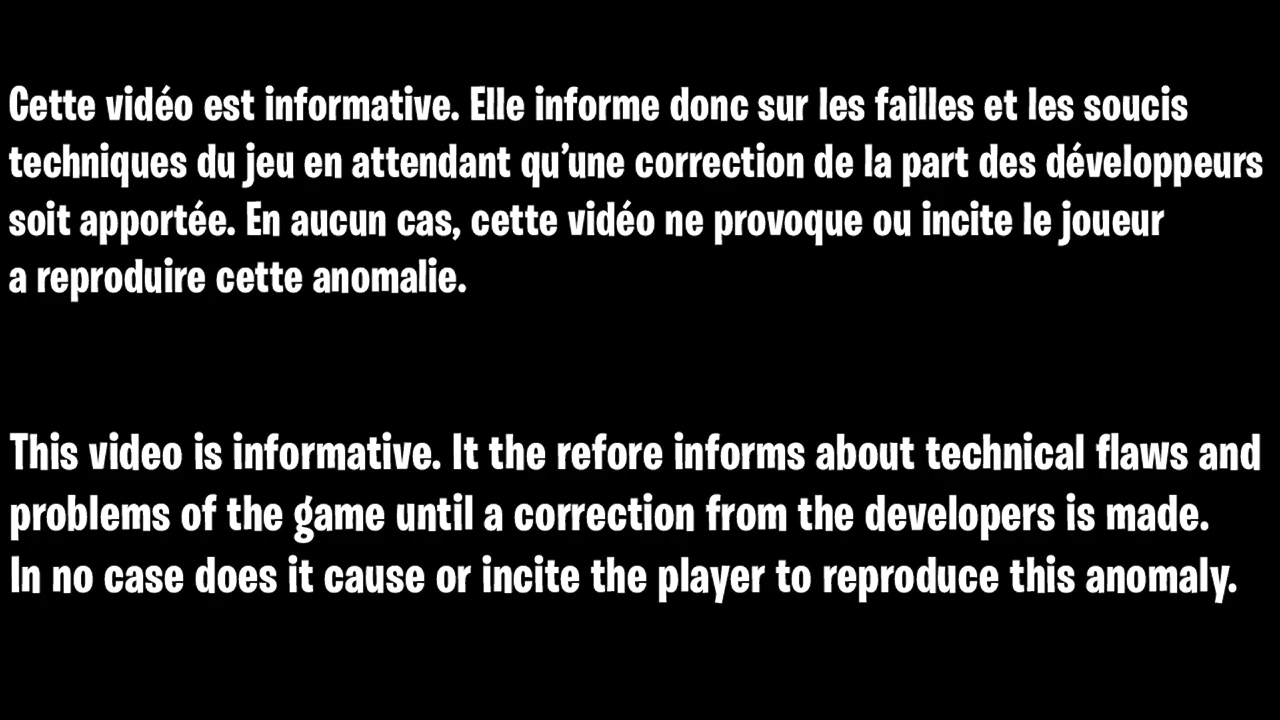 Cette vidéo est informative. Elle informe donc sur les failles et les soucis
techniques du jeu en attendant qu’une correction de la part des développeurs
soit apportée. En aucun cas, cette vidéo ne provoque ou incite le joueur
a reproduire cette anomalie.
This video is informative. It the refore informs about technical flaws and
problems of the game until a correction from the developers is made.
In no case does it cause or incite the player to reproduce this anomaly.